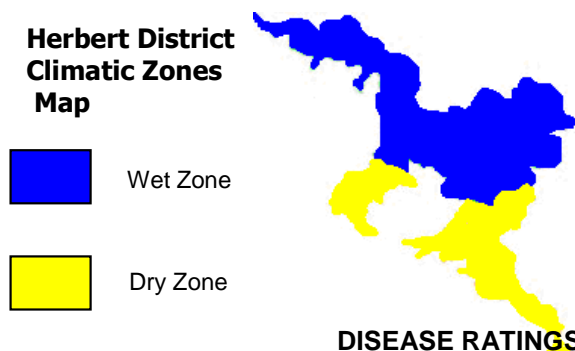 Herbert District
Climatic Zones
Map
Wet Zone
Dry Zone
DISEASE RATINGS